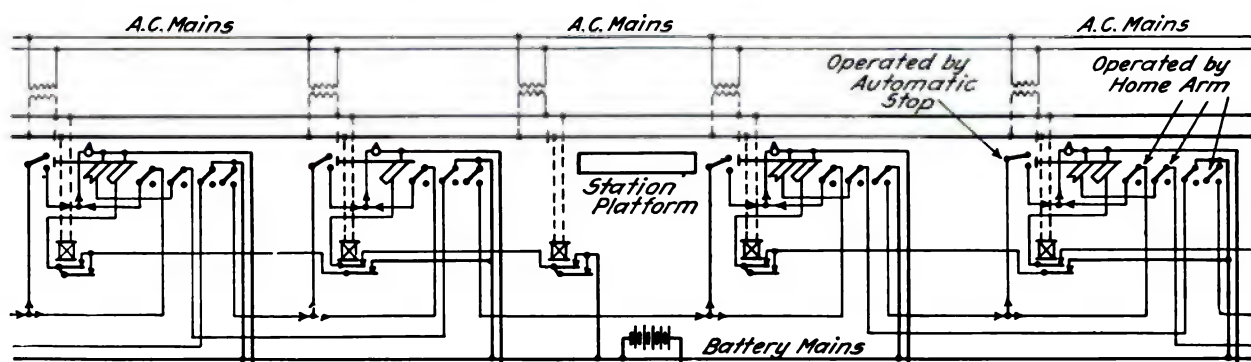 A.C. Mains
A.C. Mains
A.C. Mains
Operated by
Automatic
Stop
Operated by
Home Arm
Station
Platform
Battery Mains